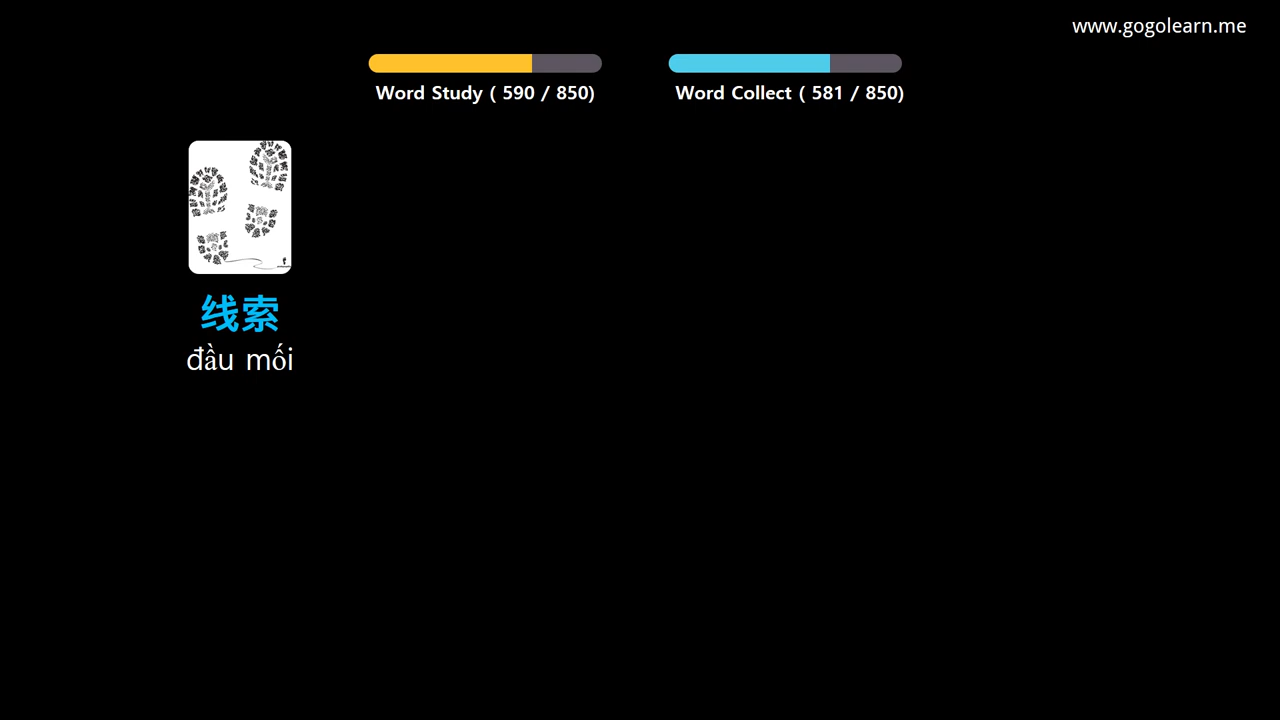 www.gogolearn.me
Word Study ( 590 / 850)
Word Collect ( 581 / 850)
线索
đầu mối